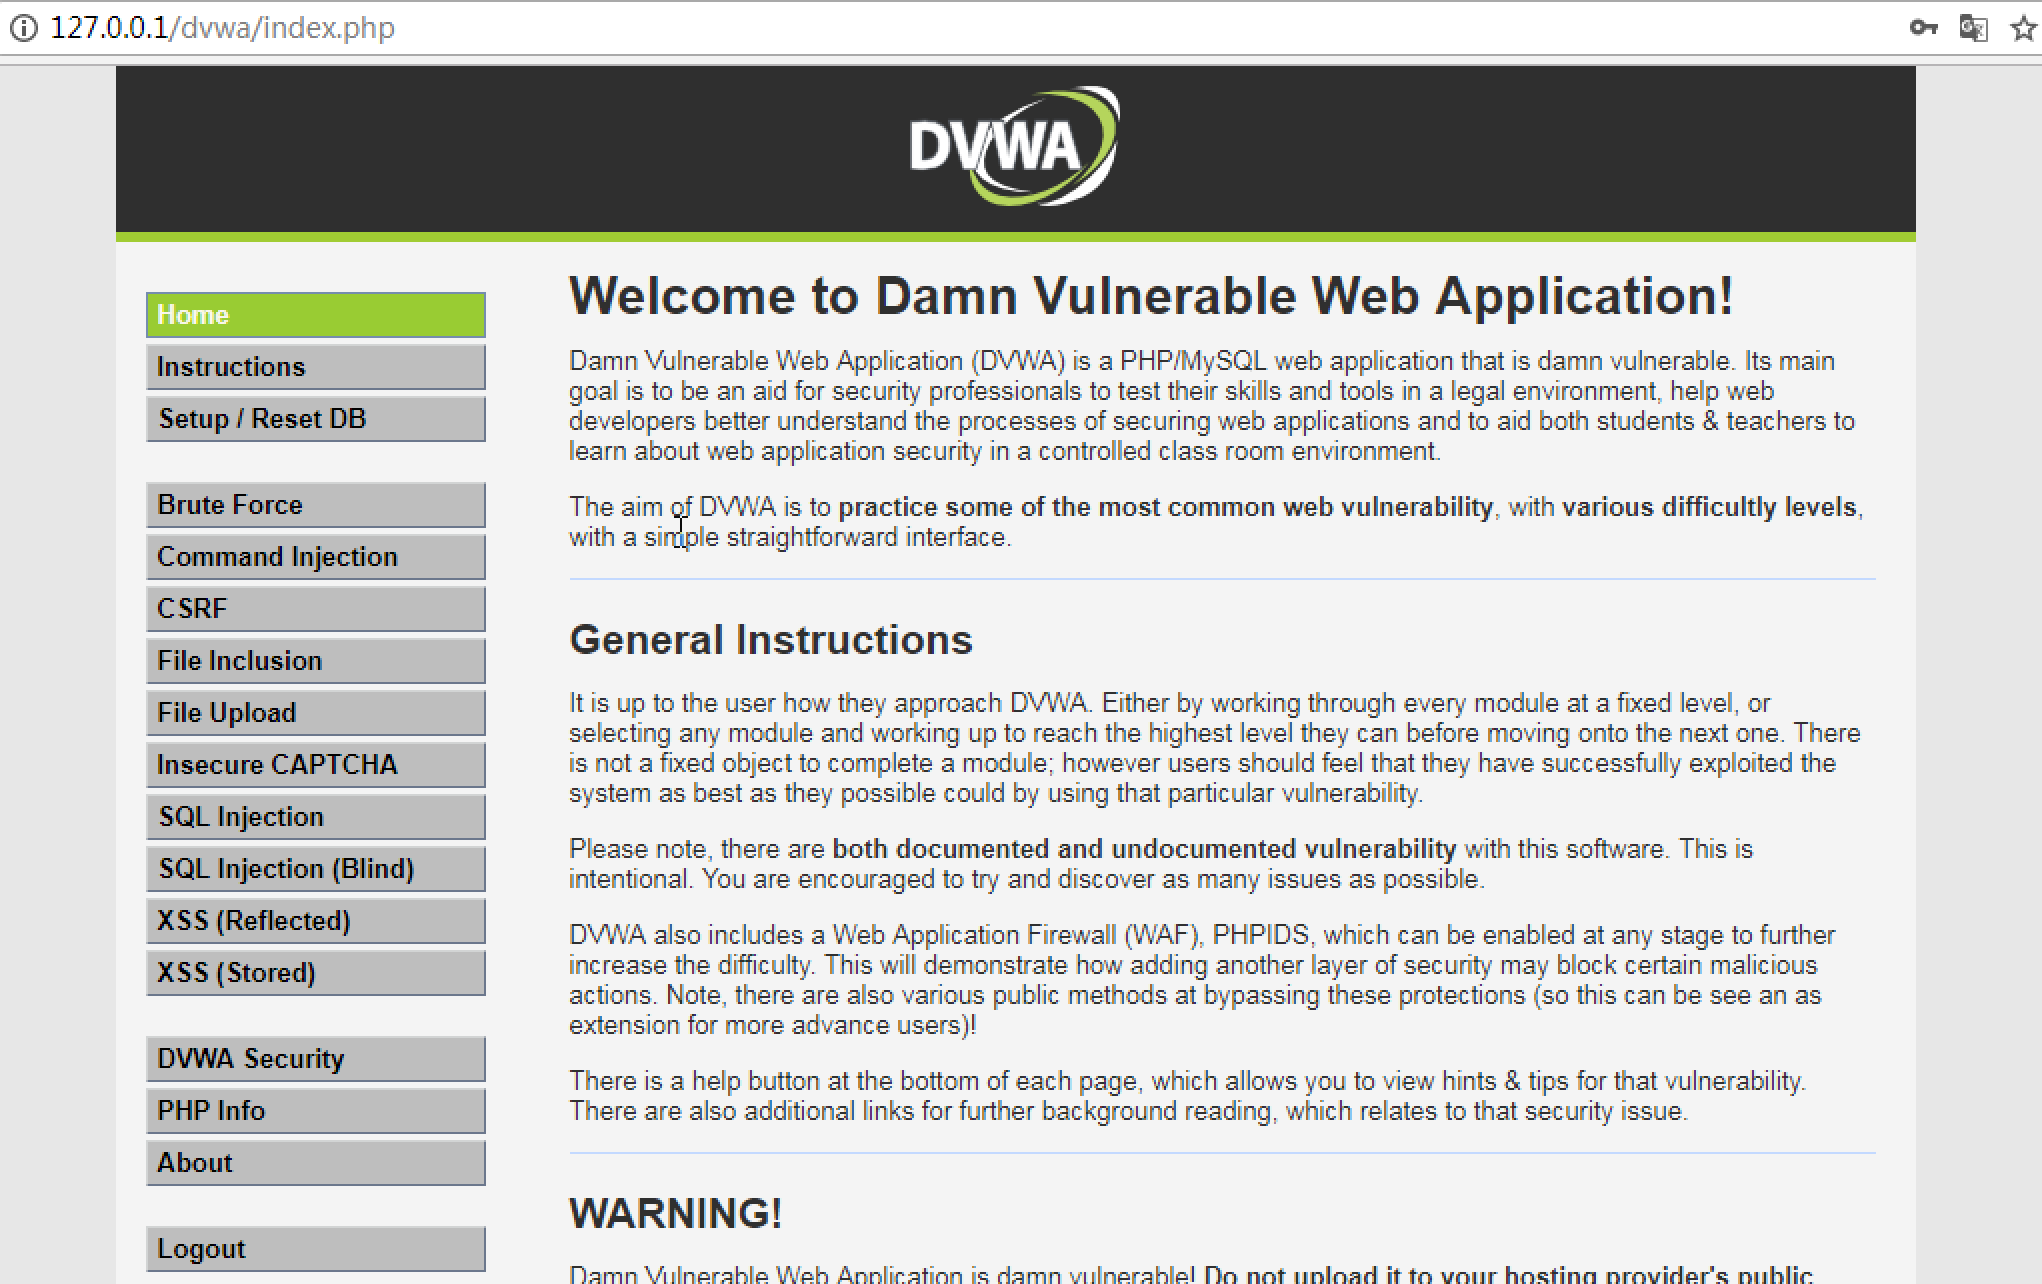 127.0.0.1/dvwa/index.php
DVWA
Home
Instructions
Setup / Reset DB
Brute Force
Command Injection
CSRF
File Inclusion
File Upload
Insecure CAPTCHA
SQL Injection
SQL Injection (Blind)
XSS (Reflected)
XSS (Stored)
DVWA Security
PHP Info
About
Logout
Welcome to Damn Vulnerable Web Application!
Damn Vulnerable Web Application (DVWA) is a PHP/MySQL web application that is damn vulnerable. Its main
goal is to be an aid for security professionals to test their skills and tools in a legal environment, help web
developers better understand the processes of securing web applications and to aid both students & teachers to
learn about web application security in a controlled class room environment.
The aim of DVWA is to practice some of the most common web vulnerability, with various difficultly levels,
with a simple straightforward interface.
General Instructions
It is up to the user how they approach DVWA. Either by working through every module at a fixed level, or
selecting any module and working up to reach the highest level they can before moving onto the next one. There
is not a fixed object to complete a module; however users should feel that they have successfully exploited the
system as best as they possible could by using that particular vulnerability.
Please note, there are both documented and undocumented vulnerability with this software. This is
intentional. You are encouraged to try and discover as many issues as possible.
DVWA also includes a Web Application Firewall (WAF), PHPIDS, which can be enabled at any stage to further
increase the difficulty. This will demonstrate how adding another layer of security may block certain malicious
actions. Note, there are also various public methods at bypassing these protections (so this can be see an as
extension for more advance users)!
There is a help button at the bottom of each page, which allows you to view hints & tips for that vulnerability.
There are also additional links for further background reading, which relates to that security issue.
WARNING!
Damn Vulnerable Web Application is damn vulnerable! Do not upload it to your hosting provider's public